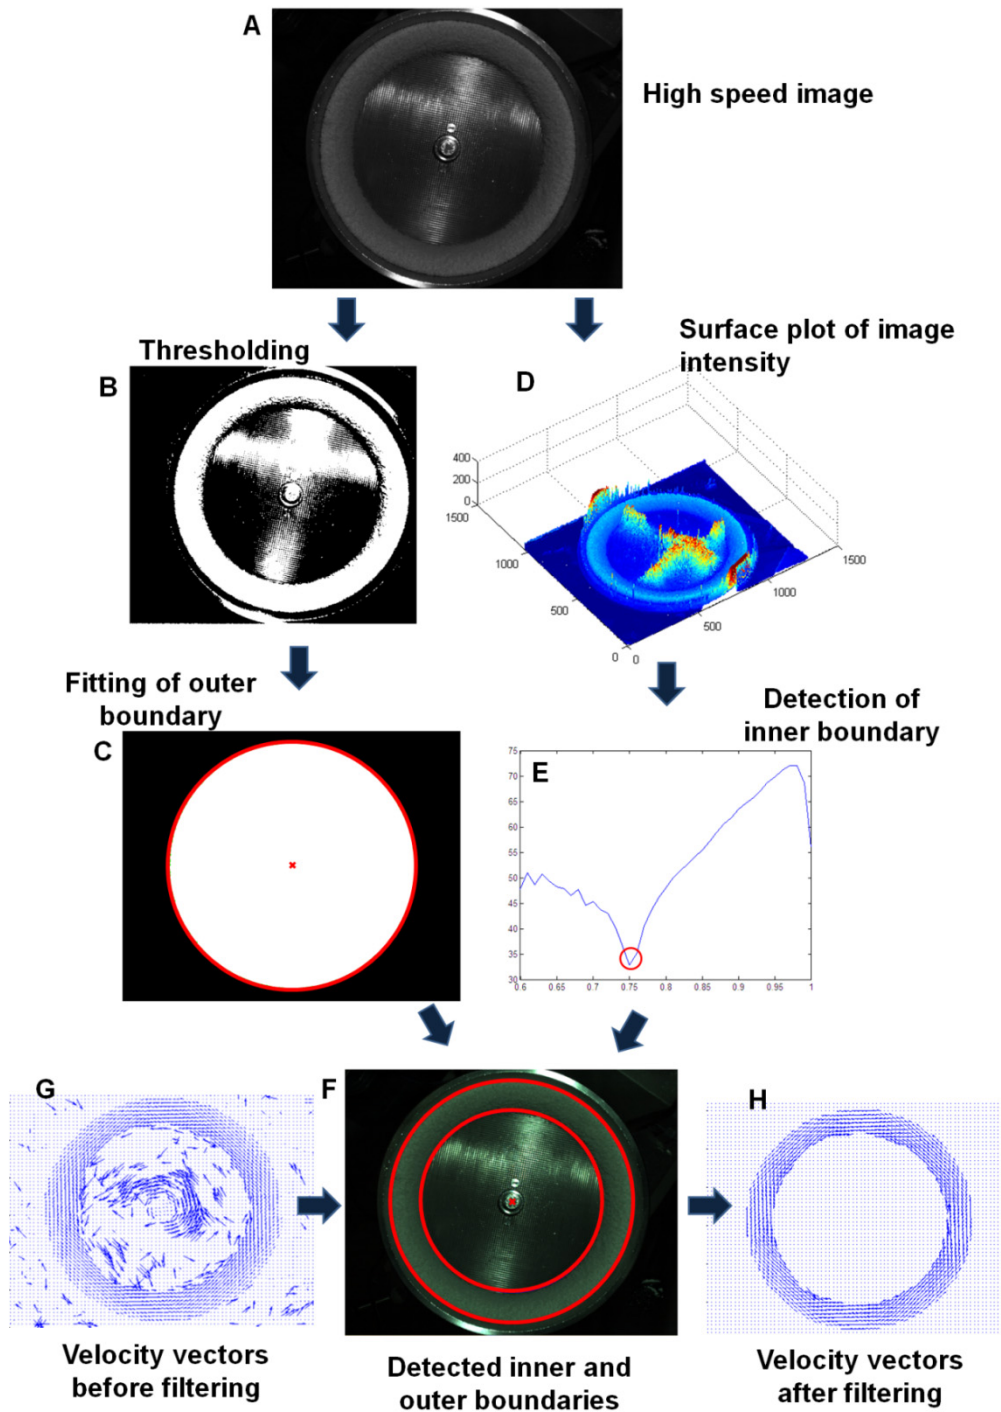 A
High speed image
Thresholding
B
Surface plot of image
intensity
D
400
200
0
1500
1000
500
0
0
500
1000
1500
Fitting of outer
boundary
C
Detection of
inner boundary
E
75
70
65
60
55
50
45
40
35
30
0.6
0.65
0.7
0.75
0.8
0.85
0.9
0.95
1
G
F
H
Velocity vectors
before filtering
Detected inner and
outer boundaries
Velocity vectors
after filtering